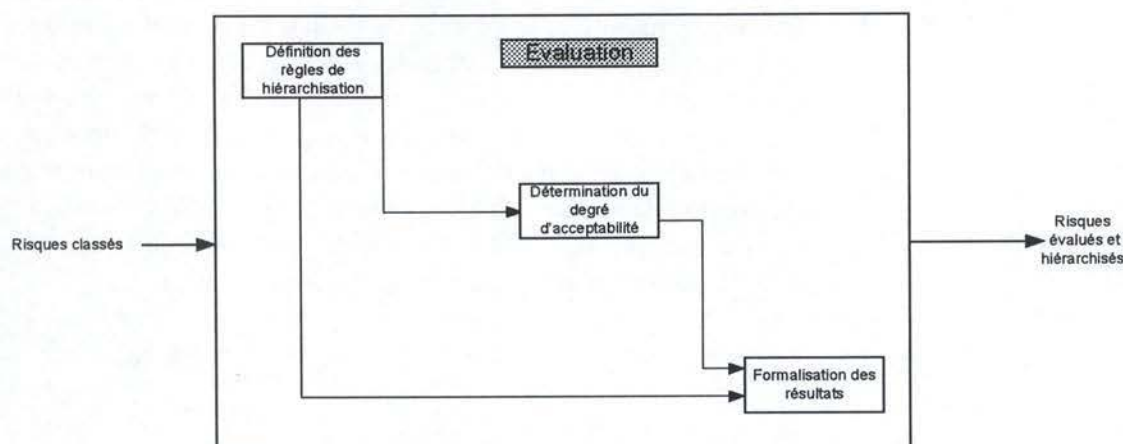 Evaluation
Définition des
règles de
hiérarchisation
Détermination du
degré
d'acceptabilité
Risques classés
Risques
évalués et
hiérarchisés
Formalisation des
résultats